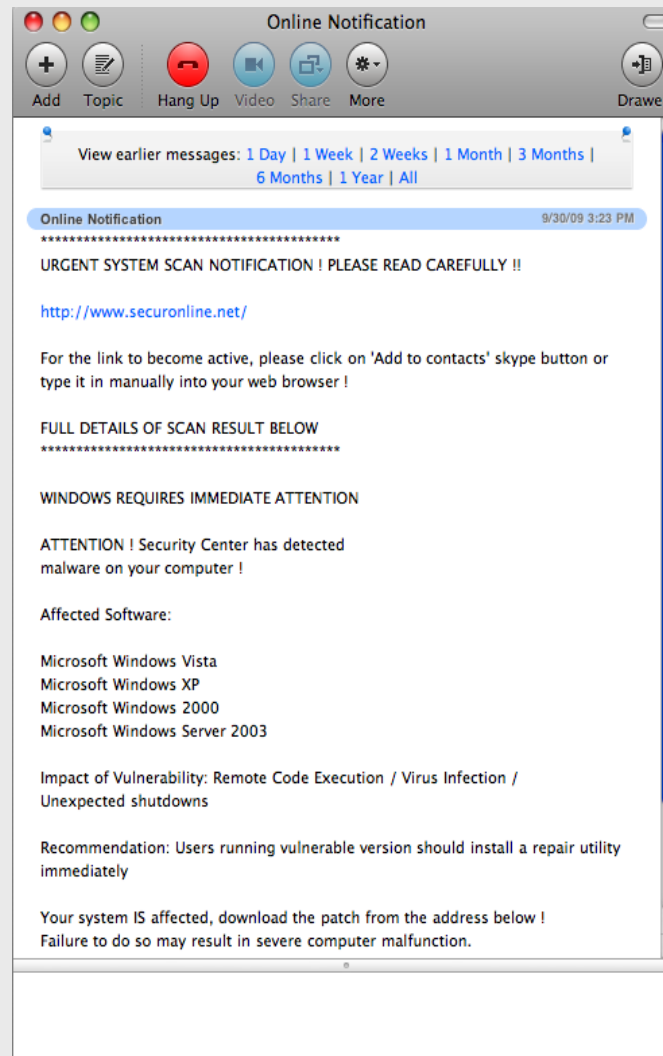 Online Notification
Add Topic Hang Up Video Share More
View earlier messages: 1 Day | 1 Week | 2 Weeks | 1 Month | 3 Months |
6 Months | 1 Year | All
Online Notification 9/30/09 3:23 PM
******************************************
URGENT SYSTEM SCAN NOTIFICATION ! PLEASE READ CAREFULLY !!
http://www.securonline.net/
For the link to become active, please click on 'Add to contacts' skype button or
type it in manually into your web browser !
FULL DETAILS OF SCAN RESULT BELOW
******************************************
WINDOWS REQUIRES IMMEDIATE ATTENTION
ATTENTION ! Security Center has detected
malware on your computer !
Affected Software:
Microsoft Windows Vista
Microsoft Windows XP
Microsoft Windows 2000
Microsoft Windows Server 2003
Impact of Vulnerability: Remote Code Execution / Virus Infection /
Unexpected shutdowns
Recommendation: Users running vulnerable version should install a repair utility
immediately
Your system IS affected, download the patch from the address below !
Failure to do so may result in severe computer malfunction.